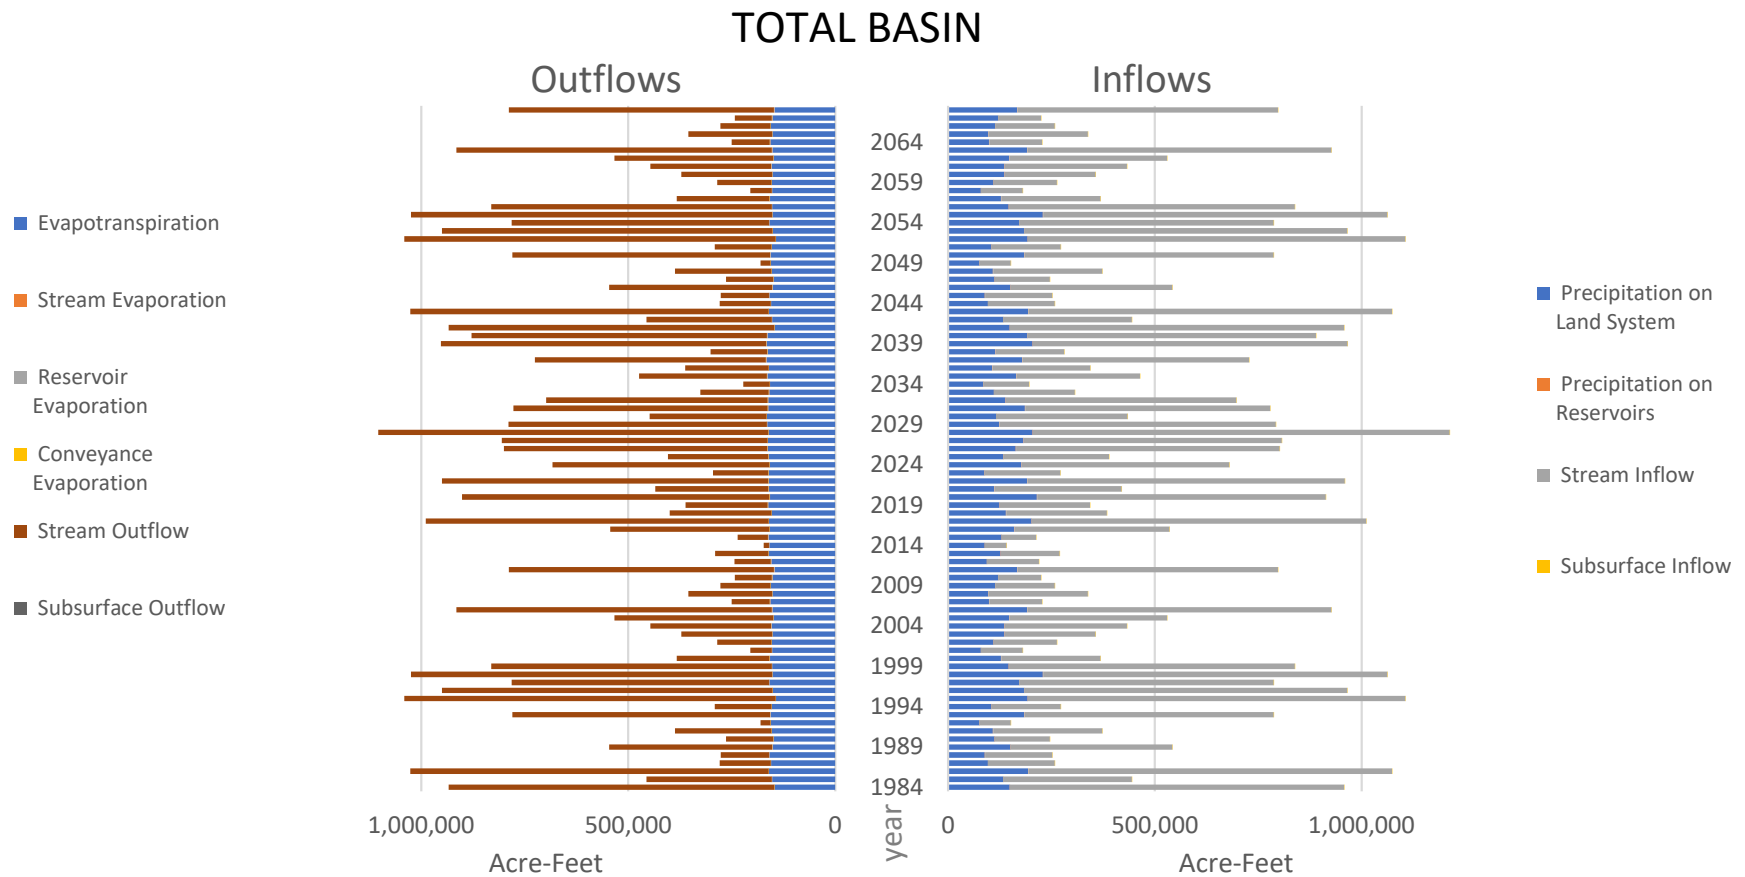 TOTAL BASIN
Outflows
Inflows
Evapotranspiration
Stream Evaporation
Reservoir
Evaporation
Conveyance
Evaporation
Stream Outflow
Subsurface Outflow
2064
2059
2054
2049
2044
2039
2034
2029
2024
2019
2014
2009
2004
1999
1994
1989
1984
Precipitation on
Land System
Precipitation on
Reservoirs
Stream Inflow
Subsurface Inflow
1,000,000
500,000
0
year
0
500,000
1,000,000
Acre-Feet
Acre-Feet